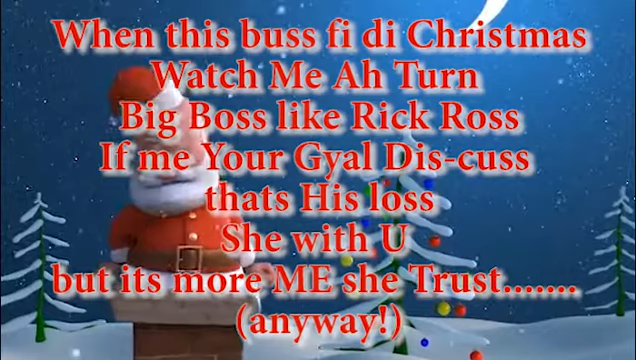 When this buss fi di Christmas
Watch Me Ah Turn
Big Boss like Rick Ross
If me Your Gyal Dis-cuss
thats His loss
She with U
but its more ME she Trust.......
(anyway!)